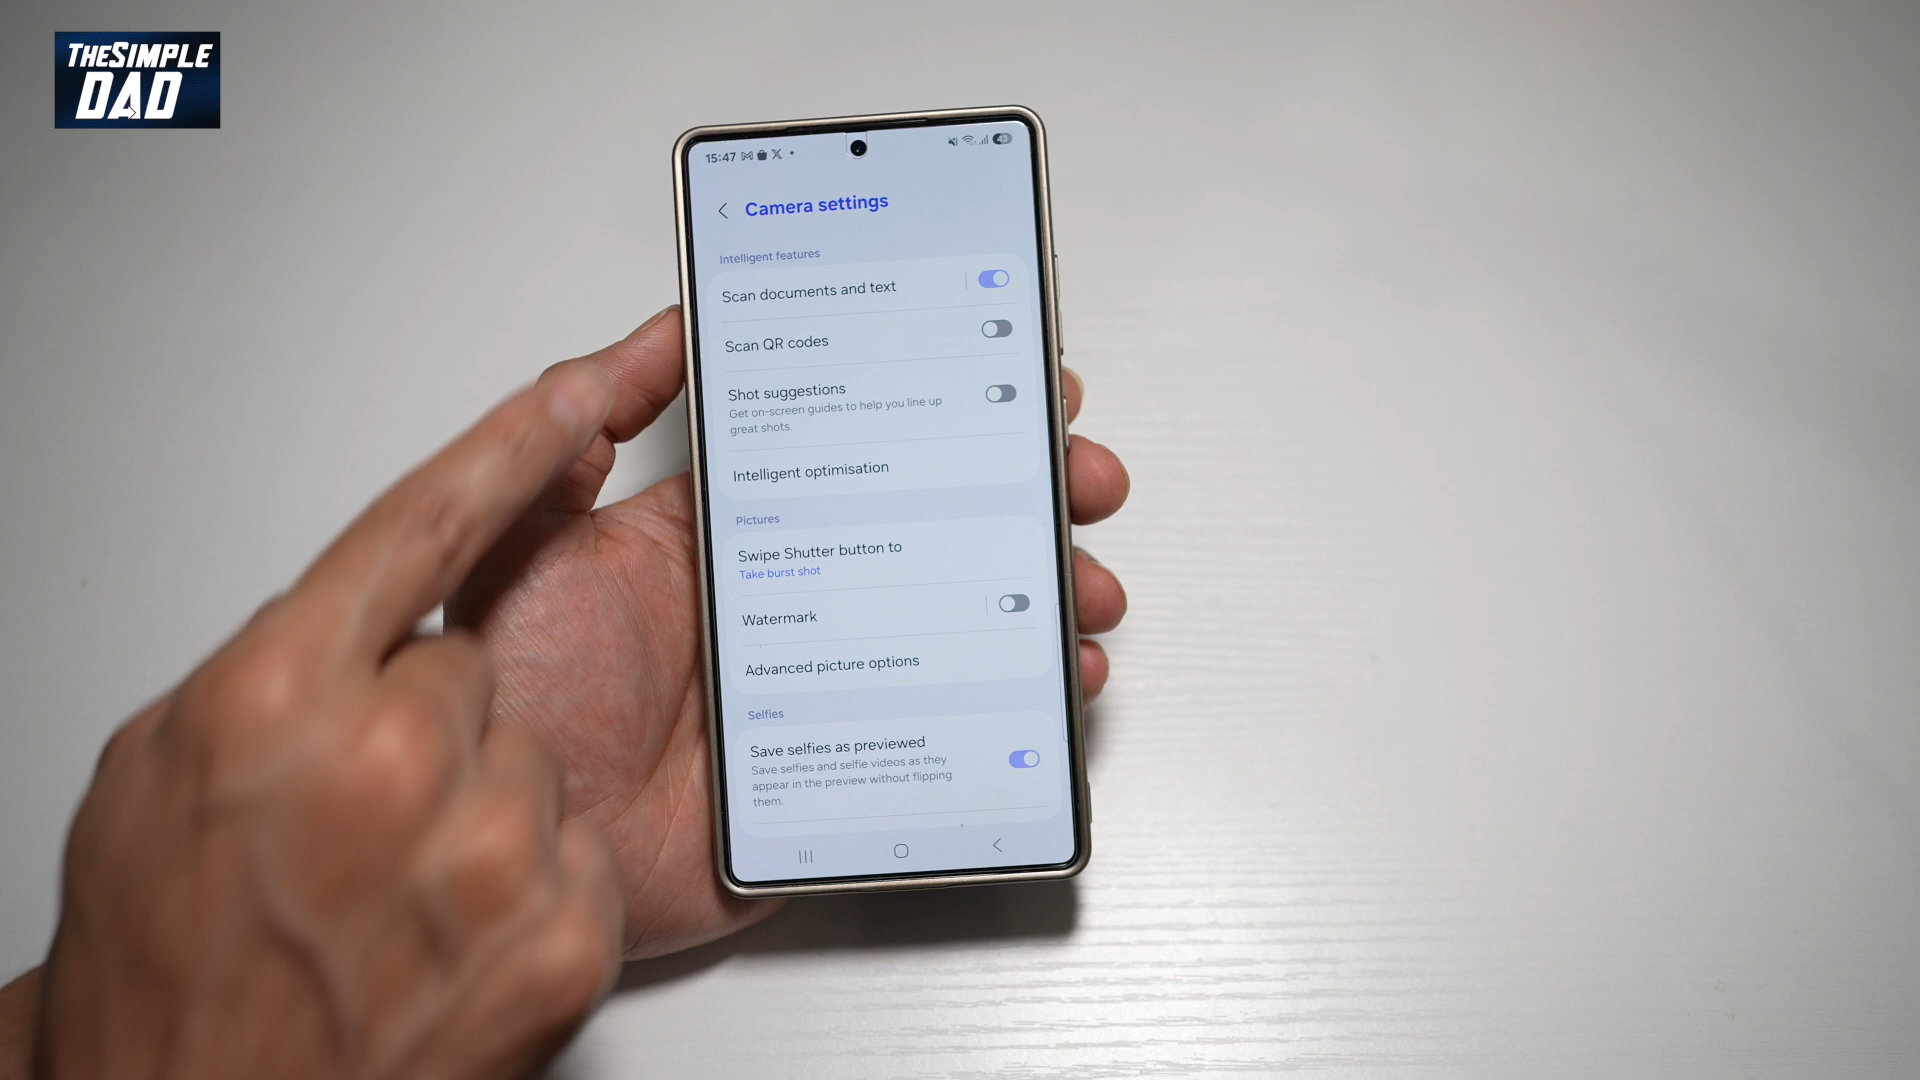 THESIMPLE
DAD
15:47
43
Camera settings
Intelligent features
Scan documents and text
Scan QR codes
Shot suggestions
Get on-screen guides to help you line up
great shots.
Intelligent optimisation
Pictures
Swipe Shutter button to
Take burst shot
Watermark
Advanced picture options
Selfies
Save selfies as previewed
Save selfies and selfie videos as they
appear in the preview without flipping
them.